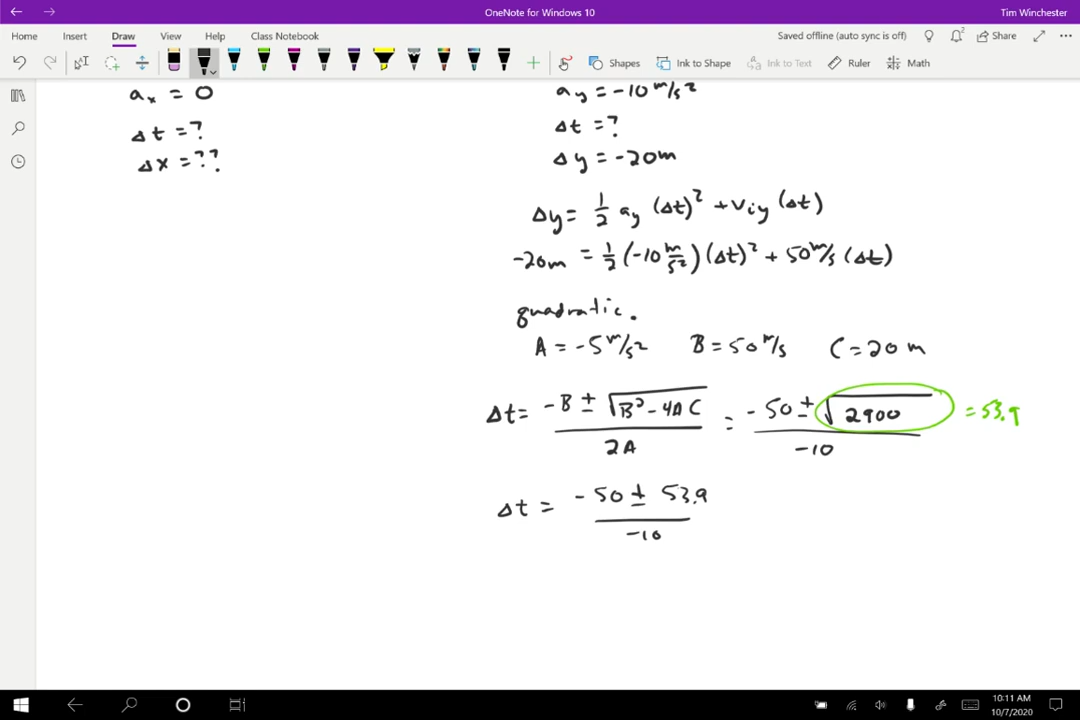 OneNote for Windows 10
Tim Winchester
Home Insert Draw View Help Class Notebook
Saved offline (auto sync is off) Share
Shapes Ink to Shape Ink to Text Ruler Math
aₓ = 0
Δt = ?
Δx = ??
a_y = -10 m/s²
Δt = ?
Δy = -20m
Δy = 1/2 a_y (Δt)² + v_iy (Δt)
-20m = 1/2 (-10 m/s²) (Δt)² + 50 m/s (Δt)
quadratic.
A = -5 m/s² B = 50 m/s C = 20 m
Δt = (-B ± √(B² - 4AC)) / 2A = (-50 ± √2900) / -10 = 53.9
Δt = (-50 ± 53.9) / -10
10:11 AM
10/7/2020